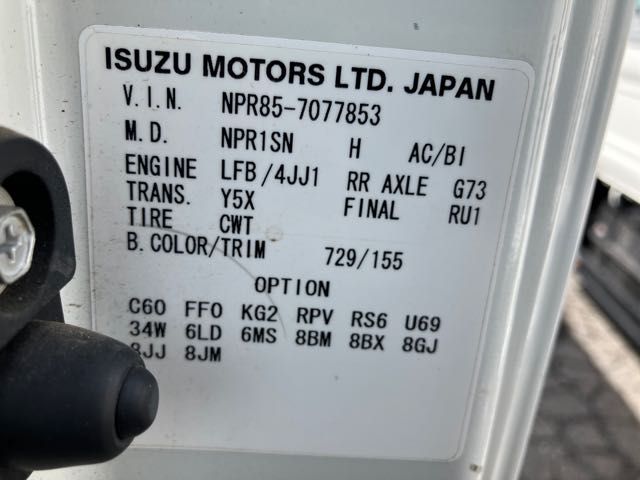 ISUZU MOTORS LTD. JAPAN
V.I.N. NPR85-7077853
M.D. NPR1SN H AC/BI
ENGINE LFB/4JJ1 RR AXLE G73
TRANS. Y5X FINAL RU1
TIRE CWT
B.COLOR/TRIM 729/155
OPTION
C60 FF0 KG2 RPV RS6 U69
34W 6LD 6MS 8BM 8BX 8GJ
8JJ 8JM